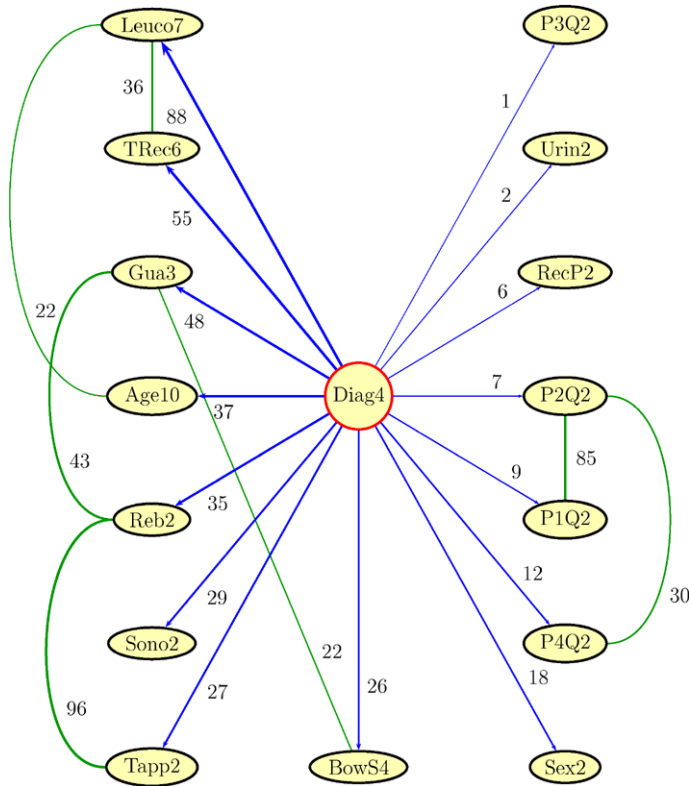 Leuco7
P3Q2
36
88
1
TRec6
Urin2
55
2
Gua3
RecP2
22
48
6
Age10
37
Diag4
7
P2Q2
43
35
9
85
Reb2
P1Q2
29
12
30
Sono2
P4Q2
96
27
22
26
18
Tapp2
BowS4
Sex2